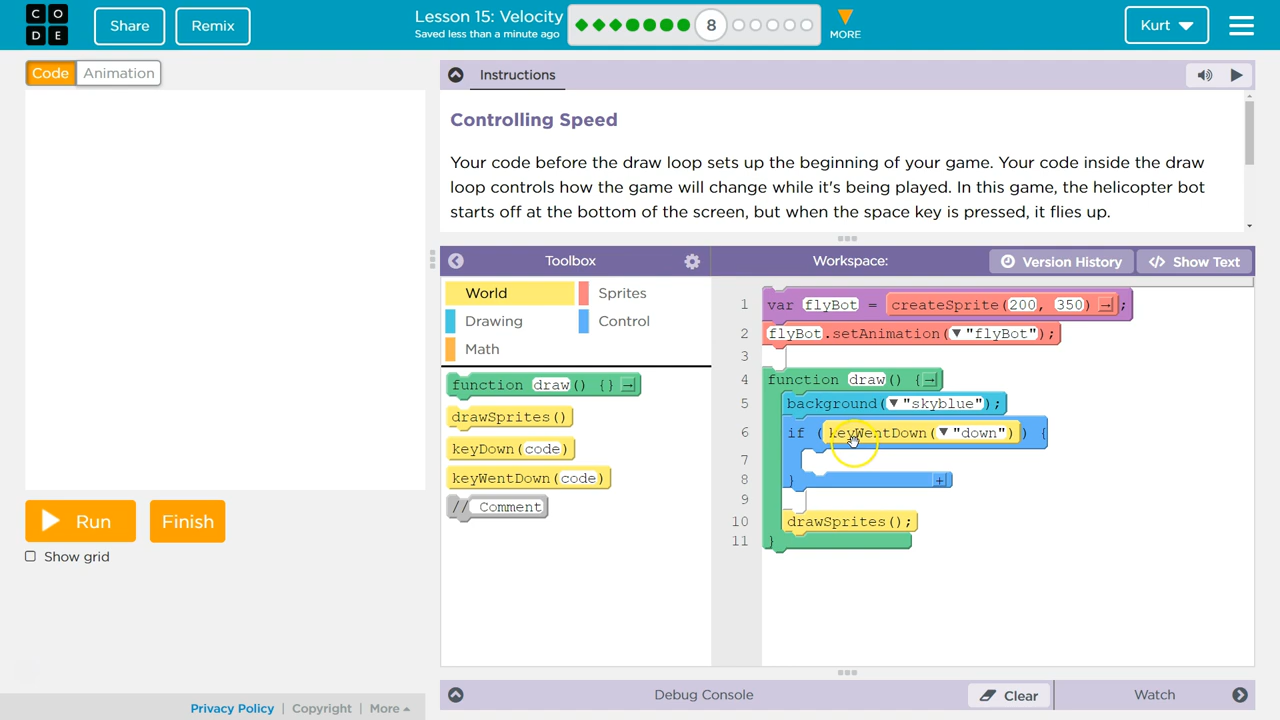 C O
D E
Share
Remix
Lesson 15: Velocity
Saved less than a minute ago
8
MORE
Kurt
Code
Animation
Instructions
Controlling Speed
Your code before the draw loop sets up the beginning of your game. Your code inside the draw
loop controls how the game will change while it's being played. In this game, the helicopter bot
starts off at the bottom of the screen, but when the space key is pressed, it flies up.
Toolbox
Workspace:
Version History
</> Show Text
World
Sprites
Drawing
Control
Math
function draw() {}
drawSprites()
keyDown(code)
keyWentDown(code)
// Comment
1 var flyBot = createSprite(200, 350);
2 flyBot.setAnimation("flyBot");
3
4 function draw() {
5 background("skyblue");
6 if (keyWentDown("down")) {
7
8 }
9
10 drawSprites();
11 }
Run
Finish
Show grid
Debug Console
Clear
Watch
Privacy Policy | Copyright | More